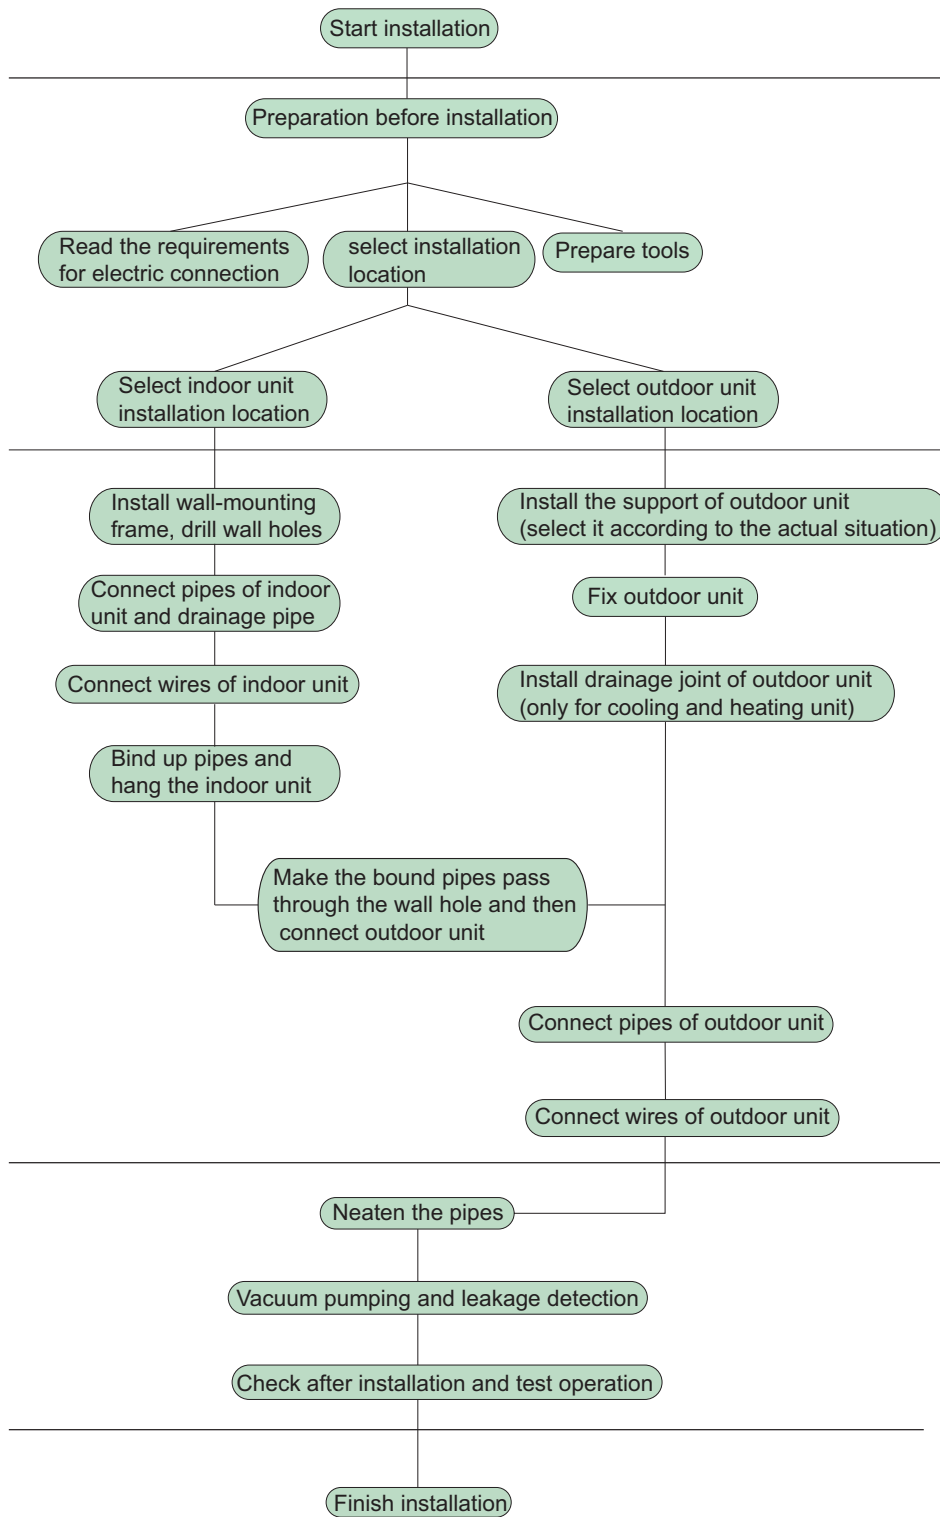 Start installation
Preparation before installation
Read the requirements
for electric connection
select installation
location
Prepare tools
Select indoor unit
installation location
Select outdoor unit
installation location
Install wall-mounting
frame, drill wall holes
Install the support of outdoor unit
(select it according to the actual situation)
Connect pipes of indoor
unit and drainage pipe
Fix outdoor unit
Connect wires of indoor unit
Install drainage joint of outdoor unit
(only for cooling and heating unit)
Bind up pipes and
hang the indoor unit
Make the bound pipes pass
through the wall hole and then
connect outdoor unit
Connect pipes of outdoor unit
Connect wires of outdoor unit
Neaten the pipes
Vacuum pumping and leakage detection
Check after installation and test operation
Finish installation